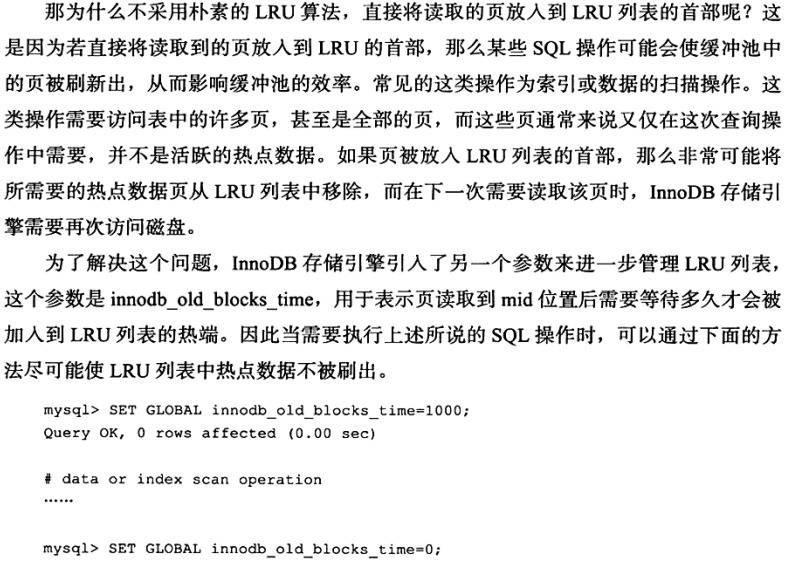 那为什么不采用朴素的 LRU 算法，直接将读取的页放入到 LRU 列表的首部呢？这
是因为若直接将读取到的页放入到 LRU 的首部，那么某些 SQL 操作可能会使缓冲池中
的页被刷新出，从而影响缓冲池的效率。常见的这类操作为索引或数据的扫描操作。这
类操作需要访问表中的许多页，甚至是全部的页，而这些页通常来说又仅在这次查询操
作中需要，并不是活跃的热点数据。如果页被放入 LRU 列表的首部，那么非常可能将
所需要的热点数据页从 LRU 列表中移除，而在下一次需要读取该页时，InnoDB 存储引
擎需要再次访问磁盘。
为了解决这个问题，InnoDB 存储引擎引入了另一个参数来进一步管理 LRU 列表，
这个参数是 innodb_old_blocks_time，用于表示页读取到 mid 位置后需要等待多久才会被
加入到 LRU 列表的热端。因此当需要执行上述所说的 SQL 操作时，可以通过下面的方
法尽可能使 LRU 列表中热点数据不被刷出。
mysql> SET GLOBAL innodb_old_blocks_time=1000;
Query OK, 0 rows affected (0.00 sec)
# data or index scan operation
……
mysql> SET GLOBAL innodb_old_blocks_time=0;